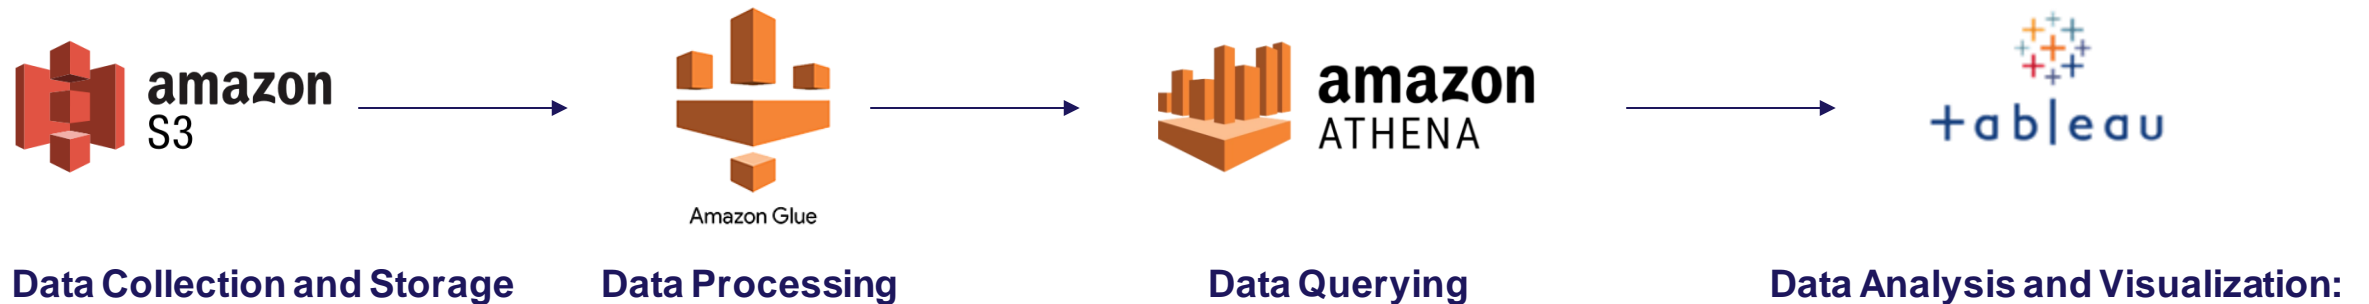 amazon
S3
Amazon Glue
amazon
ATHENA
+ableau
Data Collection and Storage
Data Processing
Data Querying
Data Analysis and Visualization: